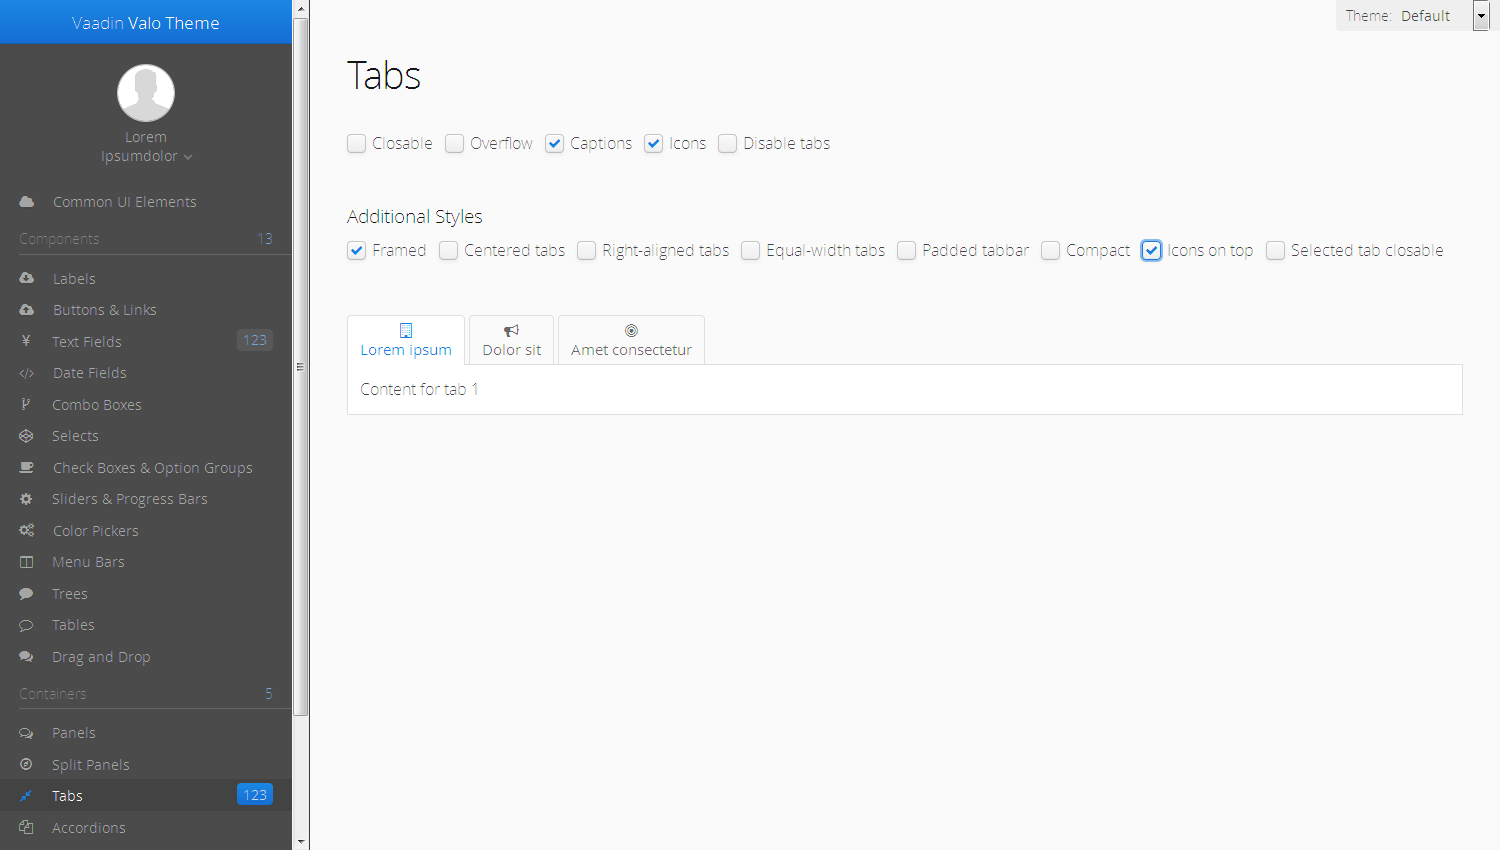 Vaadin Valo Theme
Theme: Default
Lorem
Ipsumdolor
Common UI Elements
Components 13
Labels
Buttons & Links
Text Fields 123
Date Fields
Combo Boxes
Selects
Check Boxes & Option Groups
Sliders & Progress Bars
Color Pickers
Menu Bars
Trees
Tables
Drag and Drop
Containers 5
Panels
Split Panels
Tabs 123
Accordions
Tabs
Closable Overflow Captions Icons Disable tabs
Additional Styles
Framed Centered tabs Right-aligned tabs Equal-width tabs Padded tabbar Compact Icons on top Selected tab closable
Lorem ipsum Dolor sit Amet consectetur
Content for tab 1